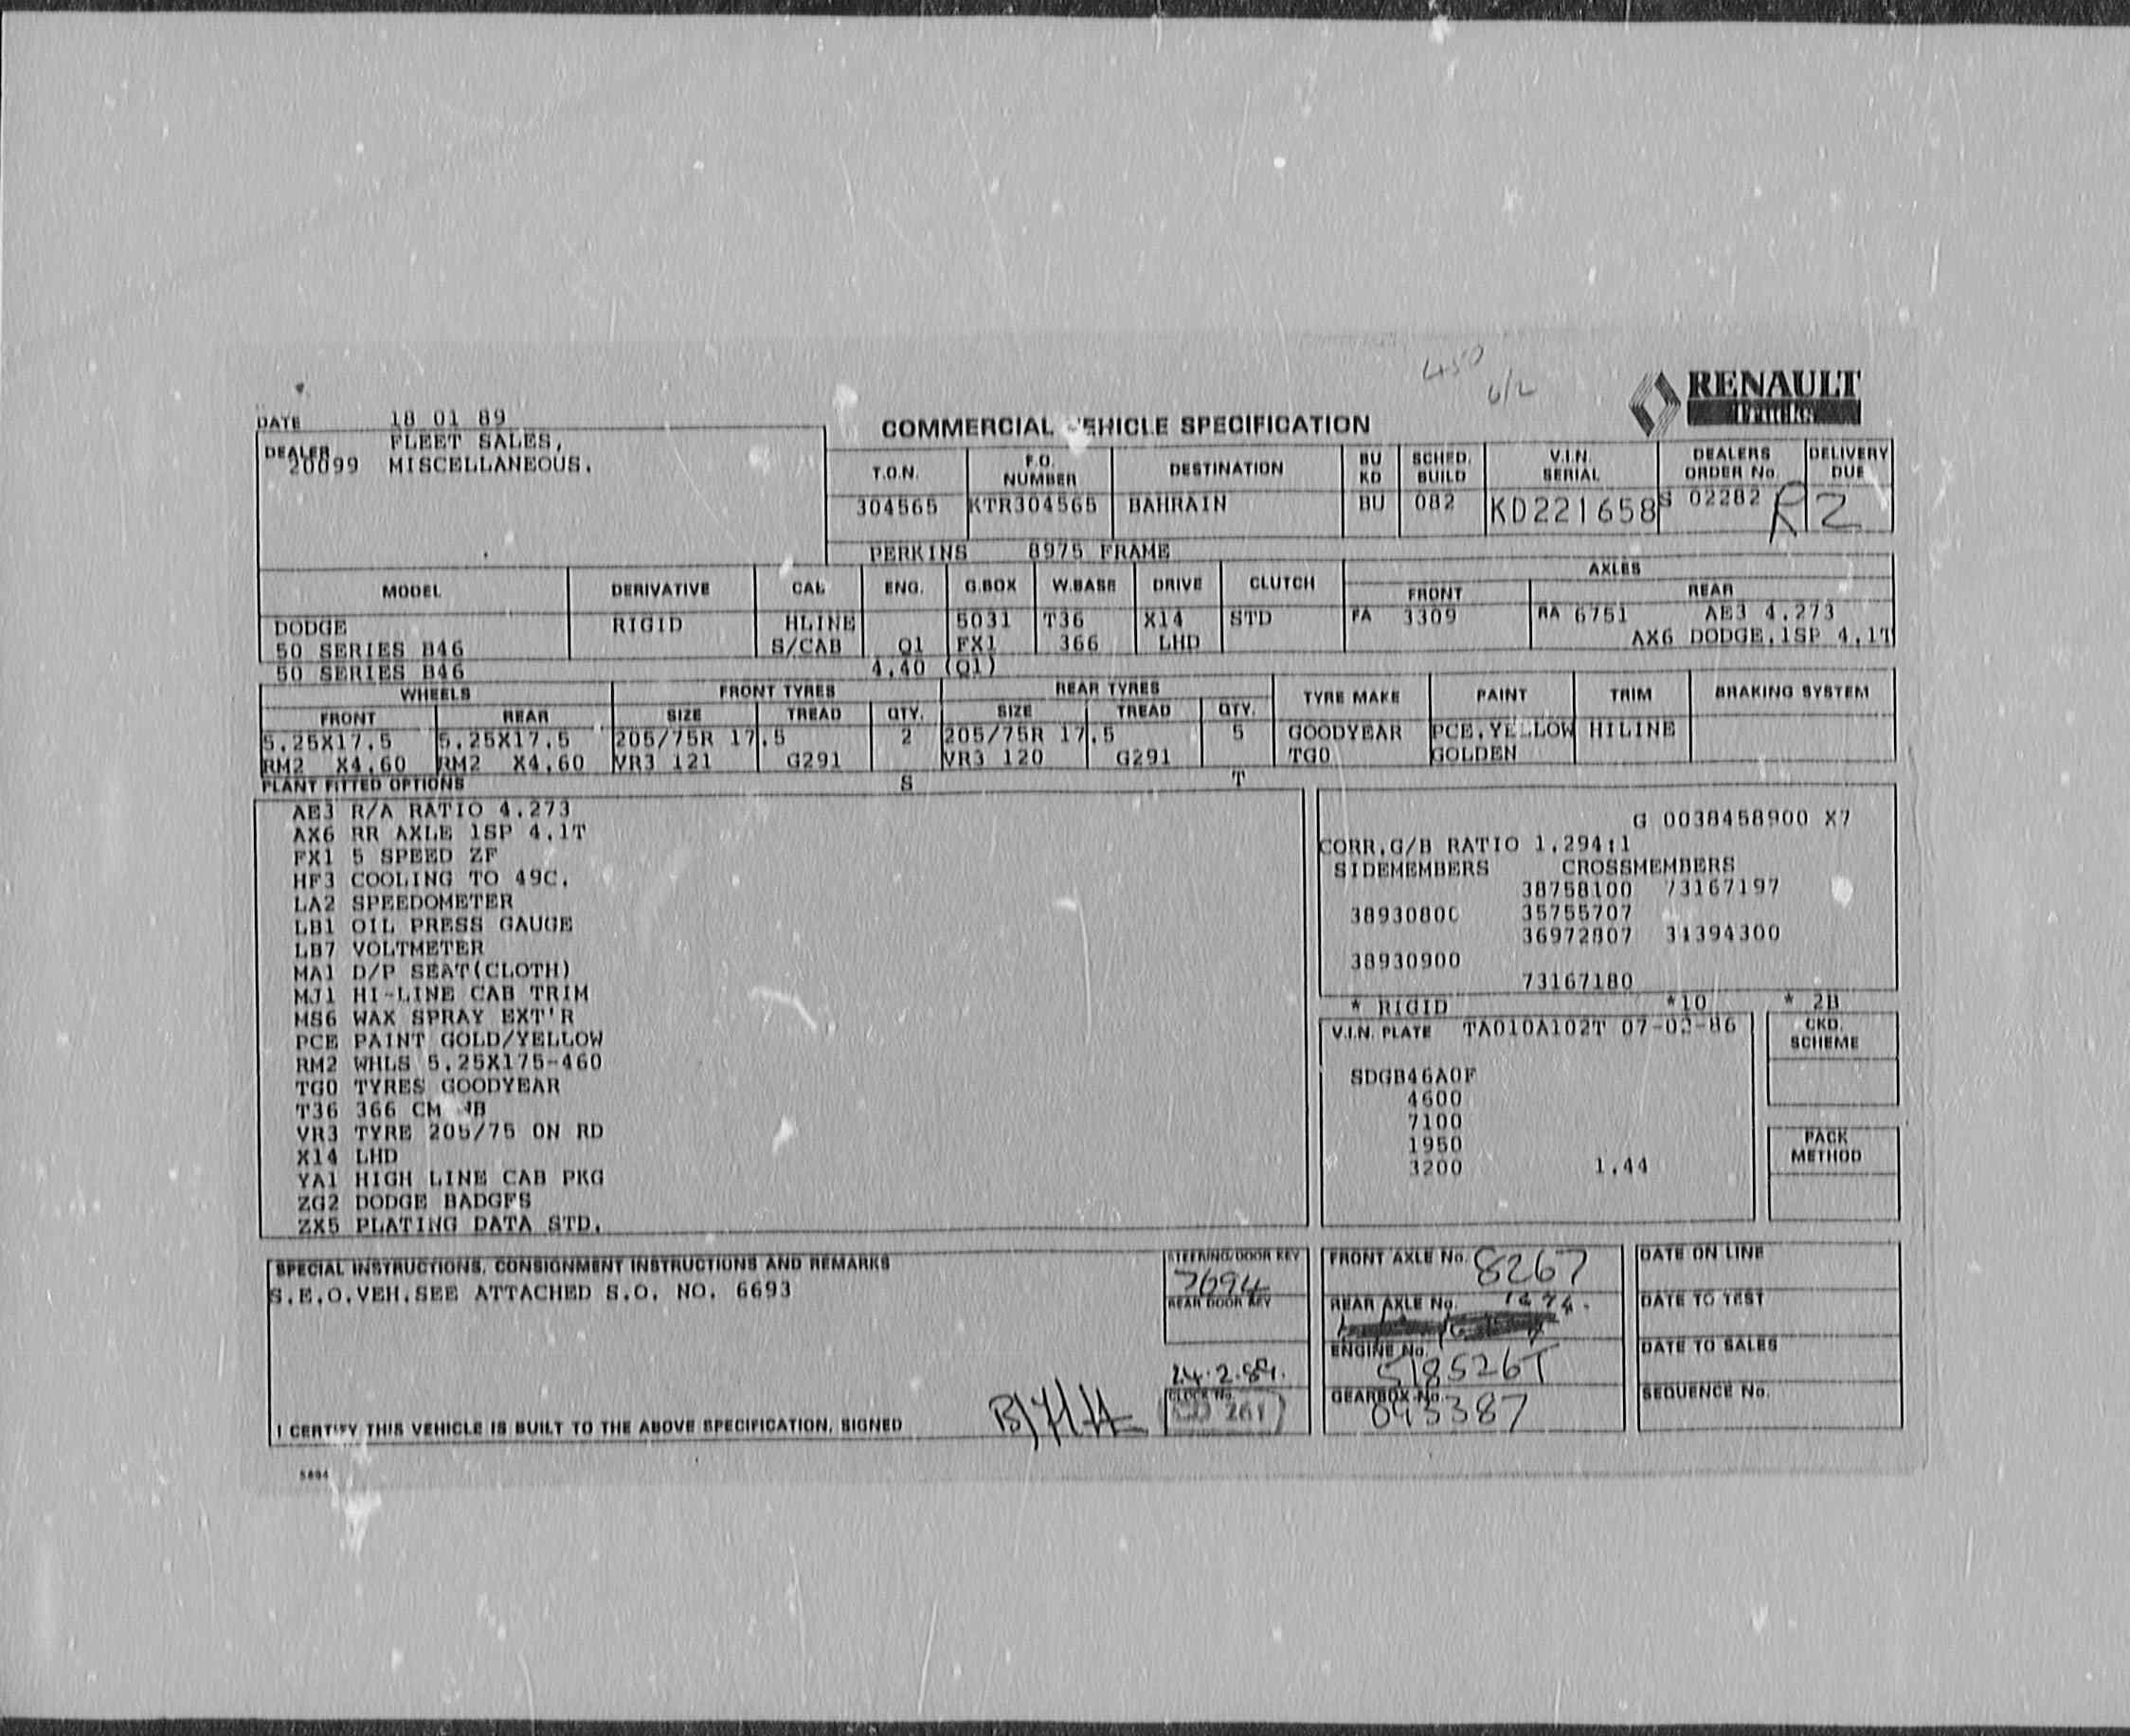 450
6/2
RENAULT
Trucks
DATE 18 01 89
COMMERCIAL VEHICLE SPECIFICATION
DEALER FLEET SALES,
20099 MISCELLANEOUS.
T.O.N. F.O. NUMBER DESTINATION BU KD SCHED. BUILD V.I.N. SERIAL DEALERS ORDER No. DELIVERY DUE
304565 KTR304565 BAHRAIN BU 082 KD221658 S 02282 R2
PERKINS 8975 FRAME
MODEL DERIVATIVE CAB ENG. G.BOX W.BASE DRIVE CLUTCH AXLES
FRONT REAR
DODGE RIGID HLINE 5031 T36 X14 STD FA 3309 RA 6751 AE3 4.273
50 SERIES B46 S/CAB Q1 FX1 366 LHD AX6 DODGE.1SP 4.1T
50 SERIES B46 4.40 (Q1)
WHEELS FRONT TYRES REAR TYRES TYRE MAKE PAINT TRIM BRAKING SYSTEM
FRONT REAR SIZE TREAD QTY. SIZE TREAD QTY.
5.25X17.5 5.25X17.5 205/75R 17.5 2 205/75R 17.5 5 GOODYEAR PCE.YELLOW HILINE
RM2 X4.60 RM2 X4.60 VR3 121 G291 VR3 120 G291 TGO GOLDEN
PLANT FITTED OPTIONS S T
AE3 R/A RATIO 4.273
AX6 RR AXLE 1SP 4.1T
FX1 5 SPEED ZF
HF3 COOLING TO 49C.
LA2 SPEEDOMETER
LB1 OIL PRESS GAUGE
LB7 VOLTMETER
MA1 D/P SEAT(CLOTH)
MJ1 HI-LINE CAB TRIM
MS6 WAX SPRAY EXT'R
PCE PAINT GOLD/YELLOW
RM2 WHLS 5.25X175-460
TGO TYRES GOODYEAR
T36 366 CM WB
VR3 TYRE 205/75 ON RD
X14 LHD
YA1 HIGH LINE CAB PKG
ZG2 DODGE BADGES
ZX5 PLATING DATA STD.
G 0038458900 X7
CORR.G/B RATIO 1.294:1
SIDEMEMBERS CROSSMEMBERS
38758100 73167197
38930800 35755707
36972807 31394300
38930900
73167180
* RIGID *10 * 2B
V.I.N. PLATE TA010A102T
SDGB46A0F
4600
7100
1950
3200 1.44
CKD. SCHEME
PACK METHOD
SPECIAL INSTRUCTIONS, CONSIGNMENT INSTRUCTIONS AND REMARKS
S.E.O.VEH.SEE ATTACHED S.O. NO. 6693
I CERTIFY THIS VEHICLE IS BUILT TO THE ABOVE SPECIFICATION, SIGNED
STEERING/DOOR KEY
7694
REAR DOOR KEY
24.2.89.
CLOCK No.
261
FRONT AXLE No. 8267
REAR AXLE No.
ENGINE No.
518526T
GEARBOX No.
093387
DATE ON LINE
DATE TO TEST
DATE TO SALES
SEQUENCE No.
5804